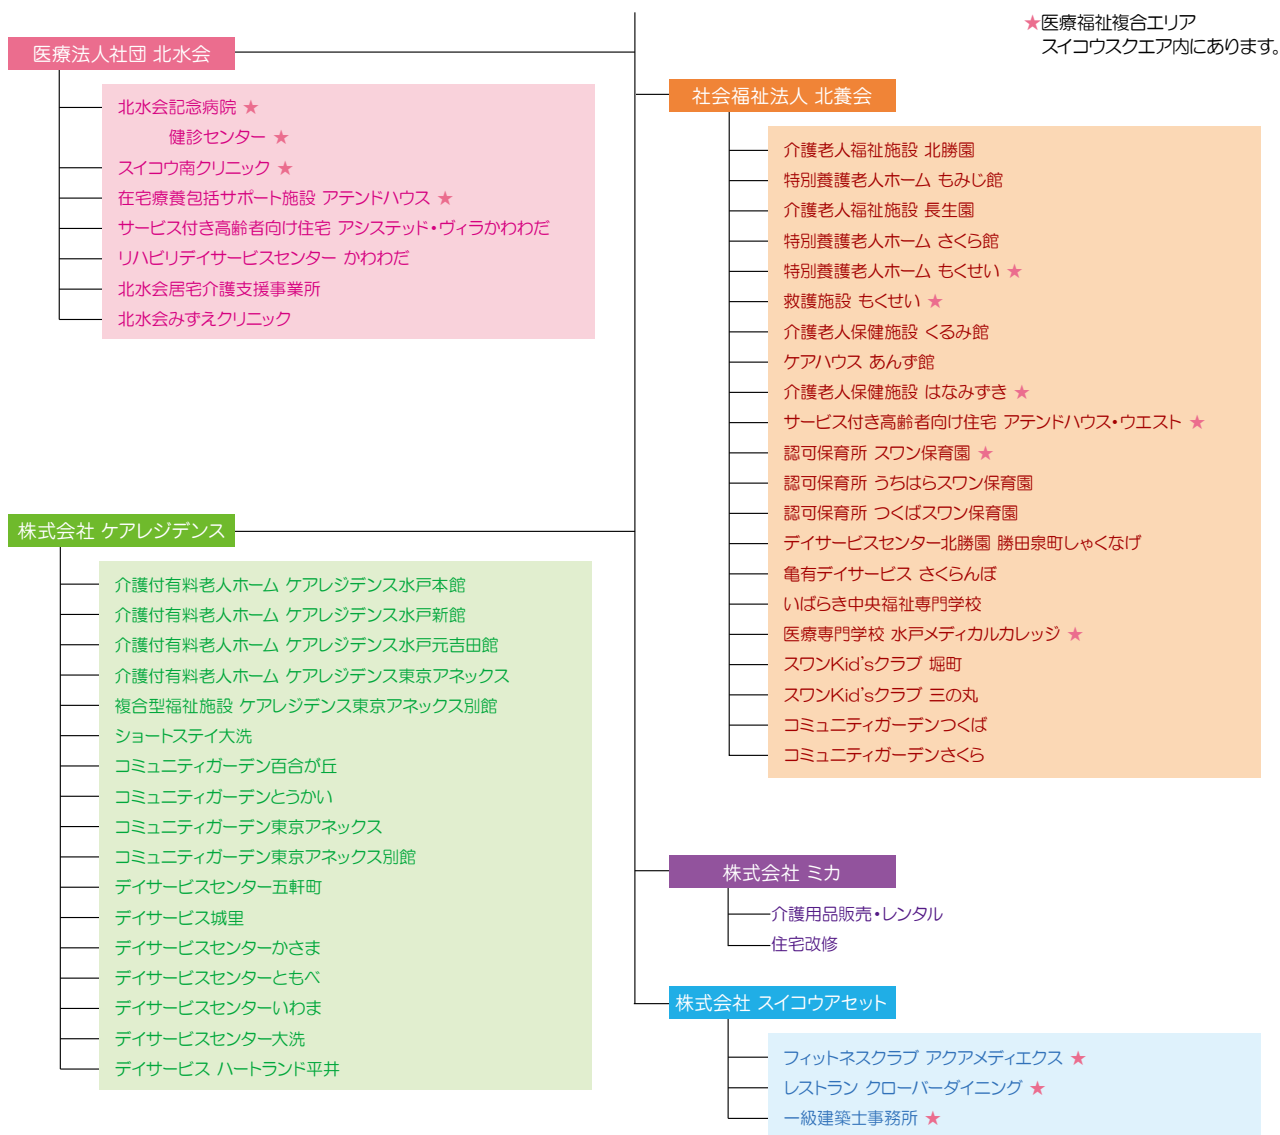 ★医療福祉複合エリア
スイコウスクエア内にあります。
医療法人社団 北水会
北水会記念病院 ★
健診センター ★
スイコウ南クリニック ★
在宅療養包括サポート施設 アテンドハウス ★
サービス付き高齢者向け住宅 アシステッド・ヴィラかわわだ
リハビリデイサービスセンター かわわだ
北水会居宅介護支援事業所
北水会みずえクリニック
社会福祉法人 北養会
介護老人福祉施設 北勝園
特別養護老人ホーム もみじ館
介護老人福祉施設 長生園
特別養護老人ホーム さくら館
特別養護老人ホーム もくせい ★
救護施設 もくせい ★
介護老人保健施設 くるみ館
ケアハウス あんず館
介護老人保健施設 はなみずき ★
サービス付き高齢者向け住宅 アテンドハウス・ウエスト ★
認可保育所 スワン保育園 ★
認可保育所 うちはらスワン保育園
認可保育所 つくばスワン保育園
デイサービスセンター北勝園 勝田泉町しゃくなげ
亀有デイサービス さくらんぼ
いばらき中央福祉専門学校
医療専門学校 水戸メディカルカレッジ ★
スワンKid'sクラブ 堀町
スワンKid'sクラブ 三の丸
コミュニティガーデンつくば
コミュニティガーデンさくら
株式会社 ケアレジデンス
介護付有料老人ホーム ケアレジデンス水戸本館
介護付有料老人ホーム ケアレジデンス水戸新館
介護付有料老人ホーム ケアレジデンス水戸元吉田館
介護付有料老人ホーム ケアレジデンス東京アネックス
複合型福祉施設 ケアレジデンス東京アネックス別館
ショートステイ大洗
コミュニティガーデン百合が丘
コミュニティガーデンとうかい
コミュニティガーデン東京アネックス
コミュニティガーデン東京アネックス別館
デイサービスセンター五軒町
デイサービス城里
デイサービスセンターかさま
デイサービスセンターともべ
デイサービスセンターいわま
デイサービスセンター大洗
デイサービス ハートランド平井
株式会社 ミカ
介護用品販売・レンタル
住宅改修
株式会社 スイコウアセット
フィットネスクラブ アクアメディエクス ★
レストラン クローバーダイニング ★
一級建築士事務所 ★